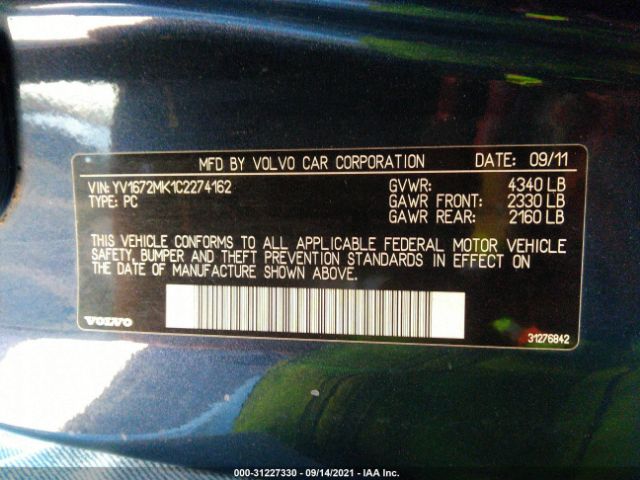 MFD BY VOLVO CAR CORPORATION DATE: 09/11
VIN: YV1672MK1C2274162 GVWR: 4340 LB
TYPE: PC GAWR FRONT: 2330 LB
GAWR REAR: 2160 LB
THIS VEHICLE CONFORMS TO ALL APPLICABLE FEDERAL MOTOR VEHICLE
SAFETY, BUMPER AND THEFT PREVENTION STANDARDS IN EFFECT ON
THE DATE OF MANUFACTURE SHOWN ABOVE.
VOLVO 31276842
000-31227330 - 09/14/2021 - IAA Inc.